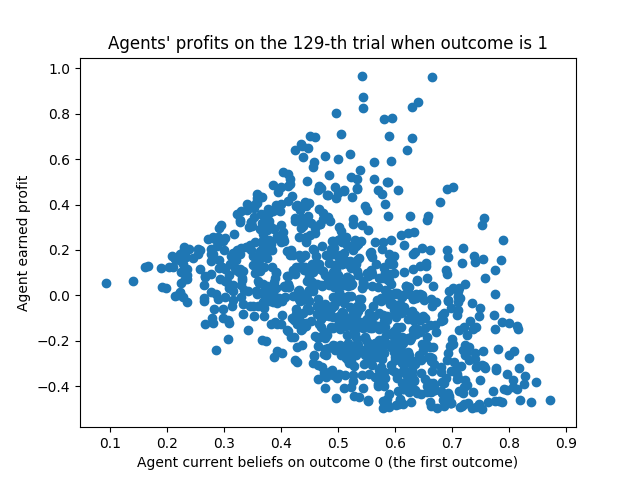 Agents' profits on the 129-th trial when outcome is 1
1.0
0.8
0.6
0.4
0.2
0.0
−0.2
−0.4
Agent earned profit
0.1 0.2 0.3 0.4 0.5 0.6 0.7 0.8 0.9
Agent current beliefs on outcome 0 (the first outcome)